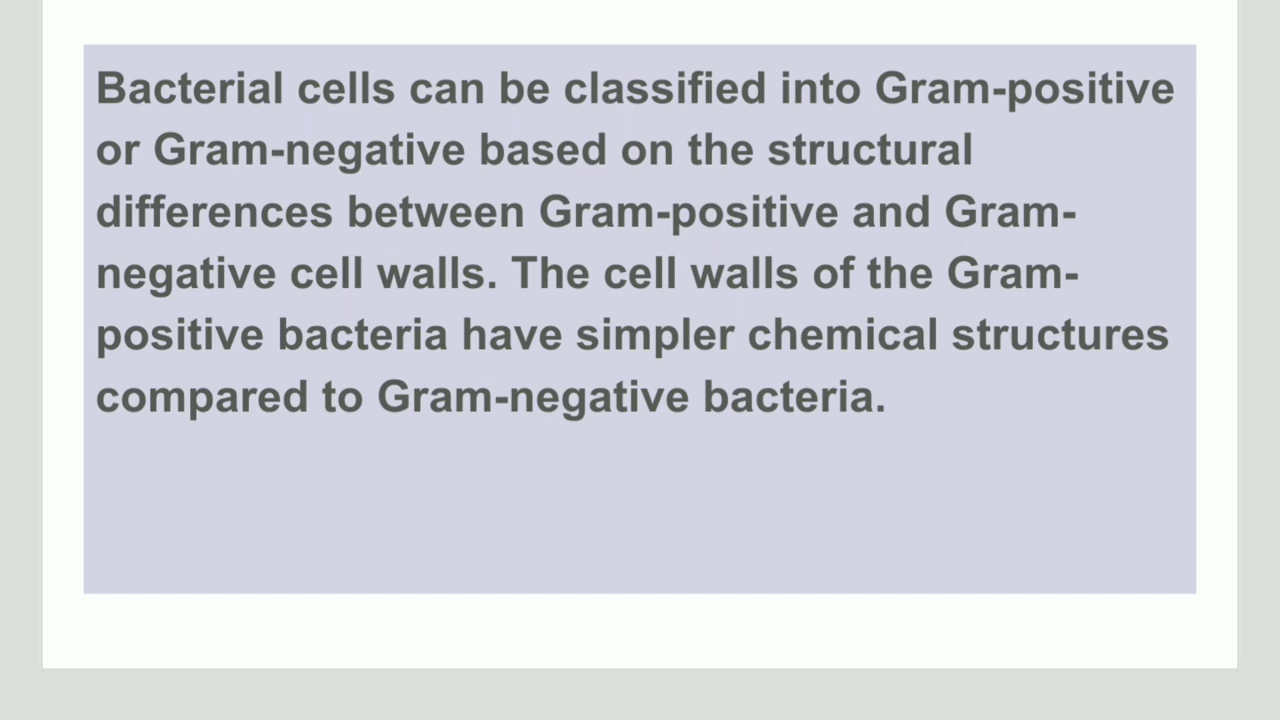 Bacterial cells can be classified into Gram-positive
or Gram-negative based on the structural
differences between Gram-positive and Gram-
negative cell walls. The cell walls of the Gram-
positive bacteria have simpler chemical structures
compared to Gram-negative bacteria.